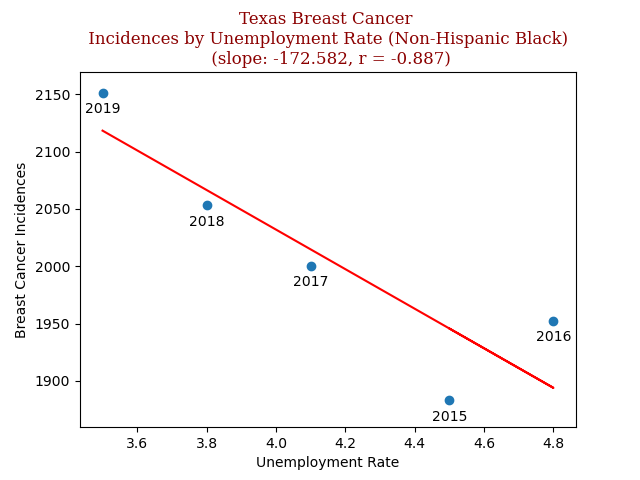 Texas Breast Cancer
Incidences by Unemployment Rate (Non-Hispanic Black)
(slope: -172.582, r = -0.887)
2150
2100
2050
2000
1950
1900
Breast Cancer Incidences
2019
2018
2017
2016
2015
3.6 3.8 4.0 4.2 4.4 4.6 4.8
Unemployment Rate